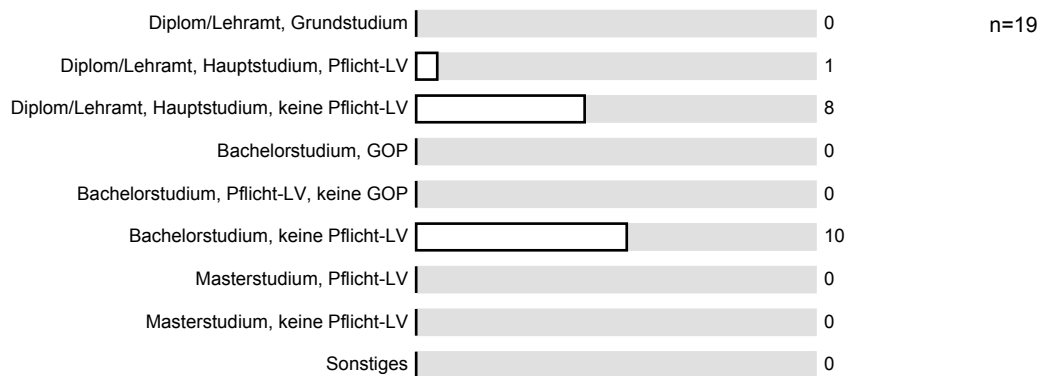 Diplom/Lehramt, Grundstudium 0 n=19
Diplom/Lehramt, Hauptstudium, Pflicht-LV 1
Diplom/Lehramt, Hauptstudium, keine Pflicht-LV 8
Bachelorstudium, GOP 0
Bachelorstudium, Pflicht-LV, keine GOP 0
Bachelorstudium, keine Pflicht-LV 10
Masterstudium, Pflicht-LV 0
Masterstudium, keine Pflicht-LV 0
Sonstiges 0